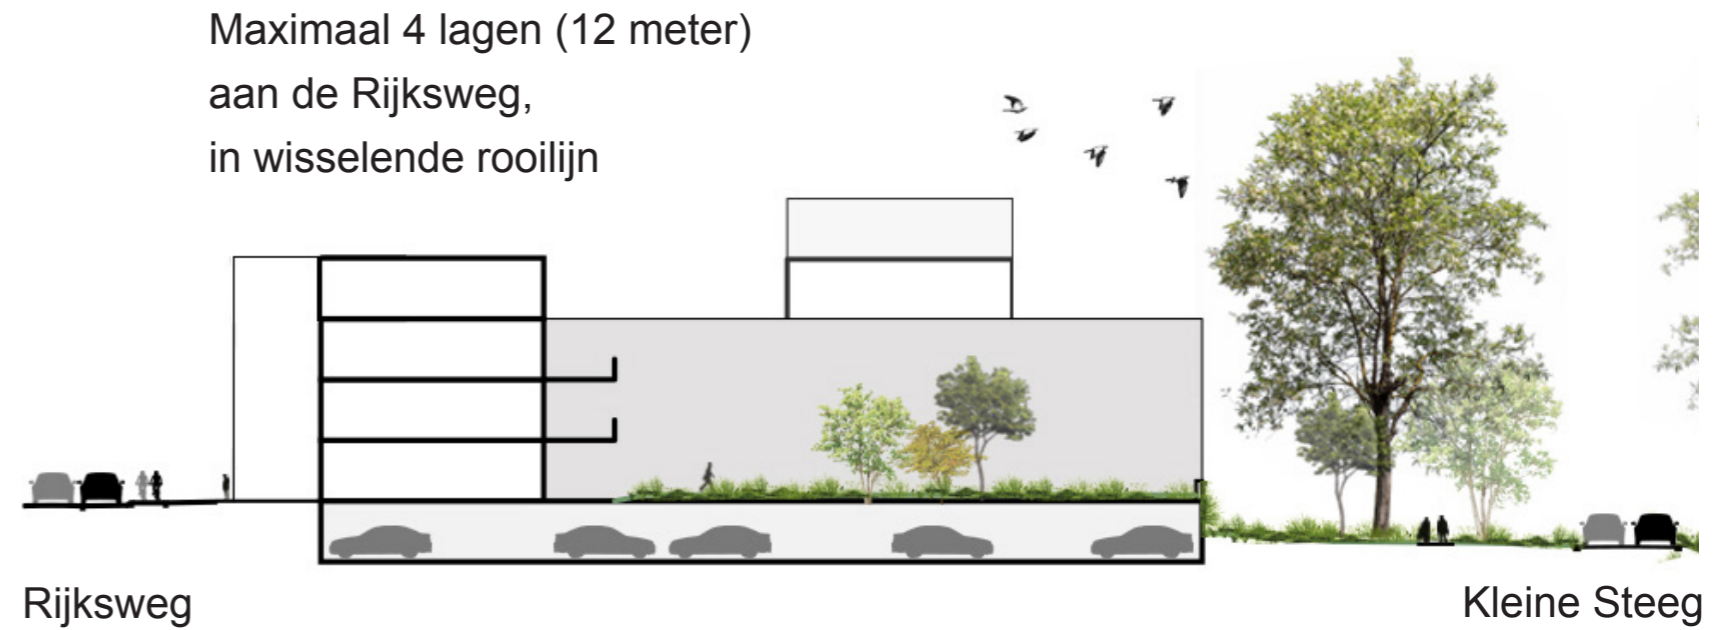 Maximaal 4 lagen (12 meter)
aan de Rijksweg,
in wisselende rooilijn
Rijksweg
Kleine Steeg